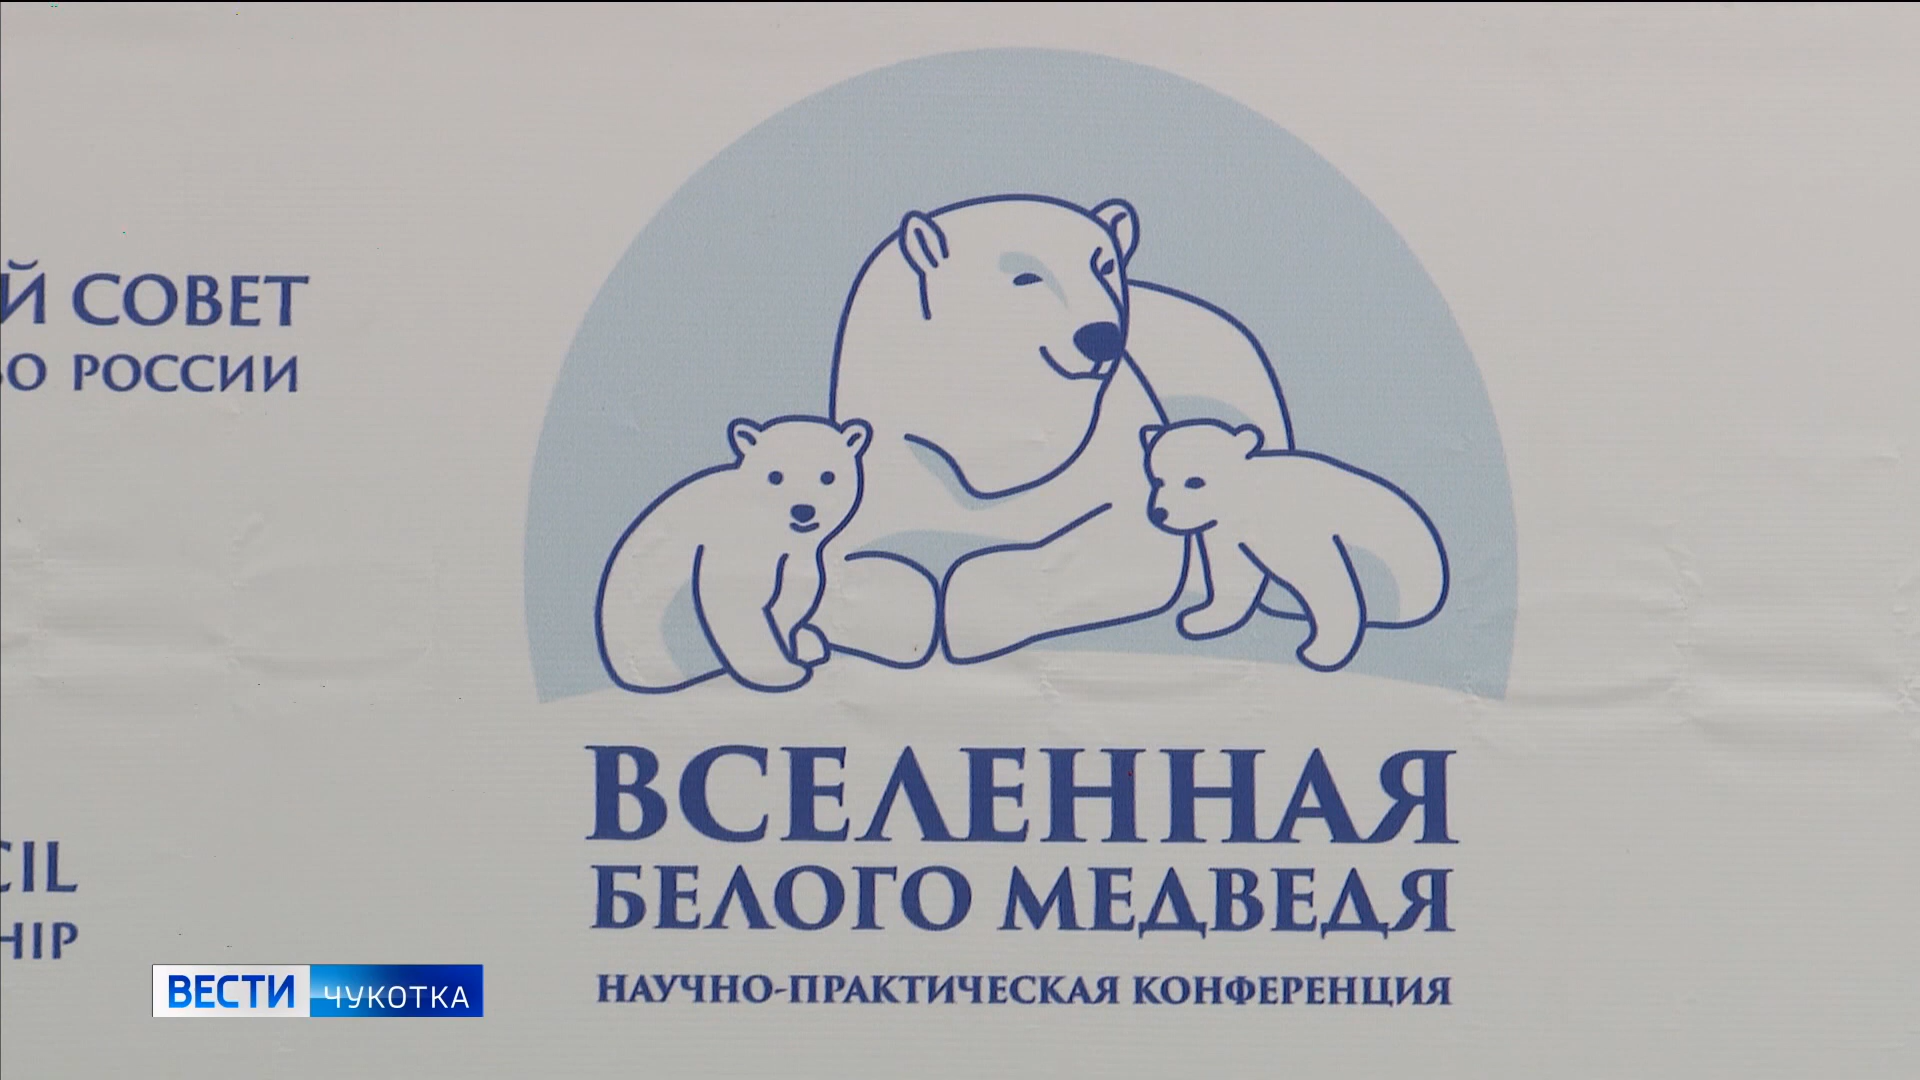 Й СОВЕТ
ВО РОССИИ
CIL
HIP
ВСЕЛЕННАЯ
БЕЛОГО МЕДВЕДЯ
НАУЧНО-ПРАКТИЧЕСКАЯ КОНФЕРЕНЦИЯ
ВЕСТИ ЧУКОТКА